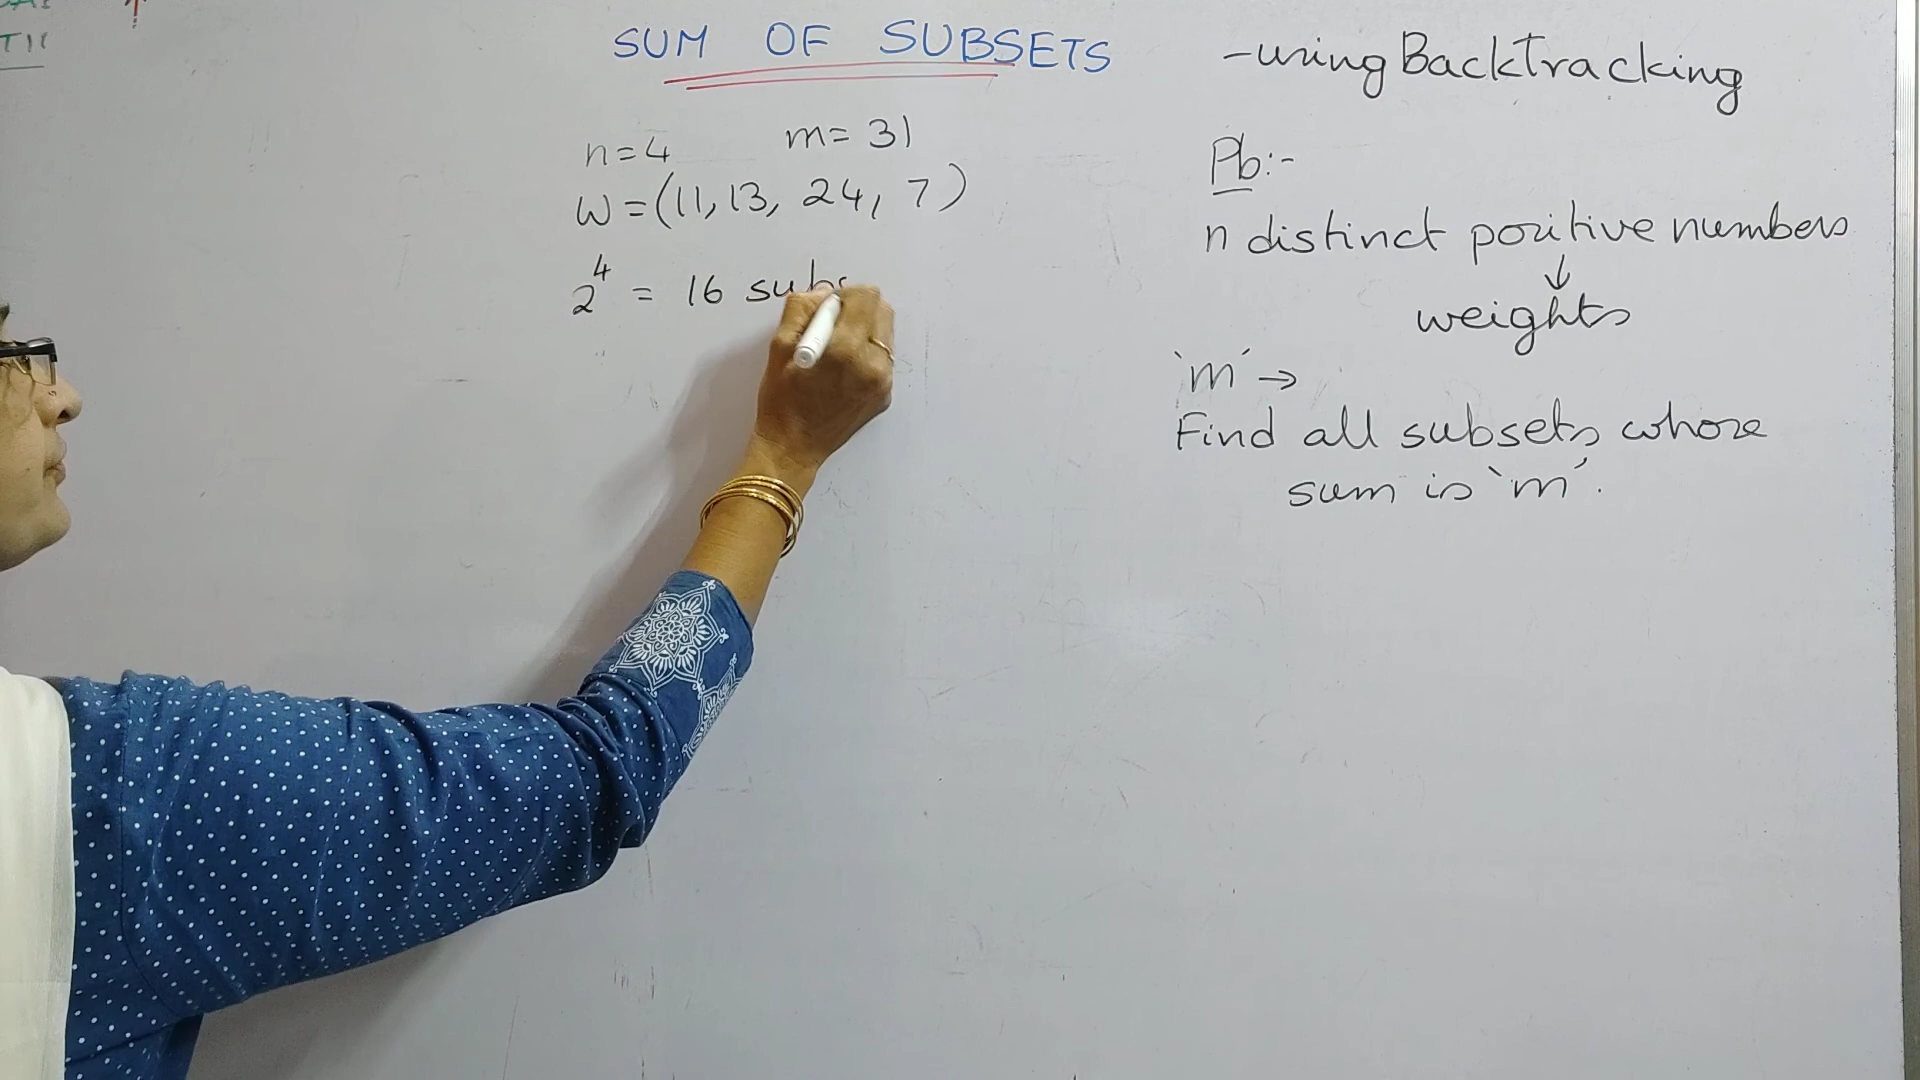 SUM OF SUBSETS
n=4 m=31
W=(11,13, 24, 7)
2⁴ = 16 subs
-using BackTracking
Pb:-
n distinct positive numbers
↓
weights
'm' →
Find all subsets whose
sum is 'm'.